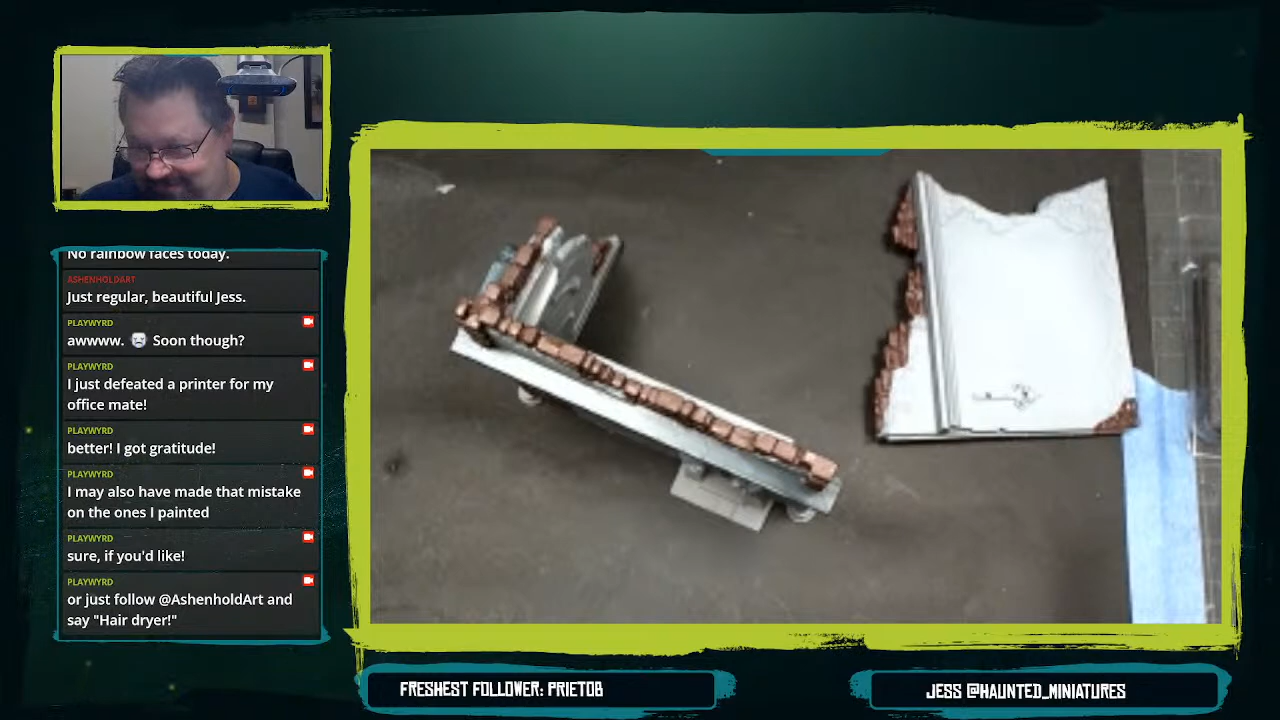 No rainbow faces today.
ASHENHOLDART
Just regular, beautiful Jess.
PLAYWYRD
awwww. Soon though?
PLAYWYRD
I just defeated a printer for my
office mate!
PLAYWYRD
better! I got gratitude!
PLAYWYRD
I may also have made that mistake
on the ones I painted
PLAYWYRD
sure, if you'd like!
PLAYWYRD
or just follow @AshenholdArt and
say "Hair dryer!"
FRESHEST FOLLOWER: PRIETOB
JESS @HAUNTED_MINIATURES